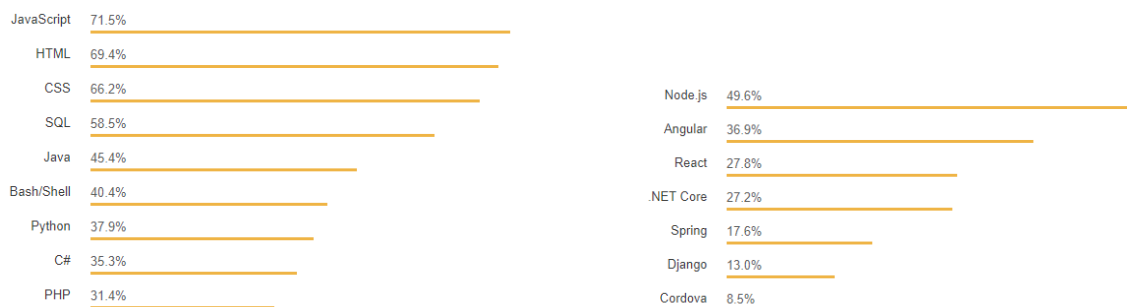 JavaScript 71.5%
HTML 69.4%
CSS 66.2%
SQL 58.5%
Java 45.4%
Bash/Shell 40.4%
Python 37.9%
C# 35.3%
PHP 31.4%
Node.js 49.6%
Angular 36.9%
React 27.8%
.NET Core 27.2%
Spring 17.6%
Django 13.0%
Cordova 8.5%